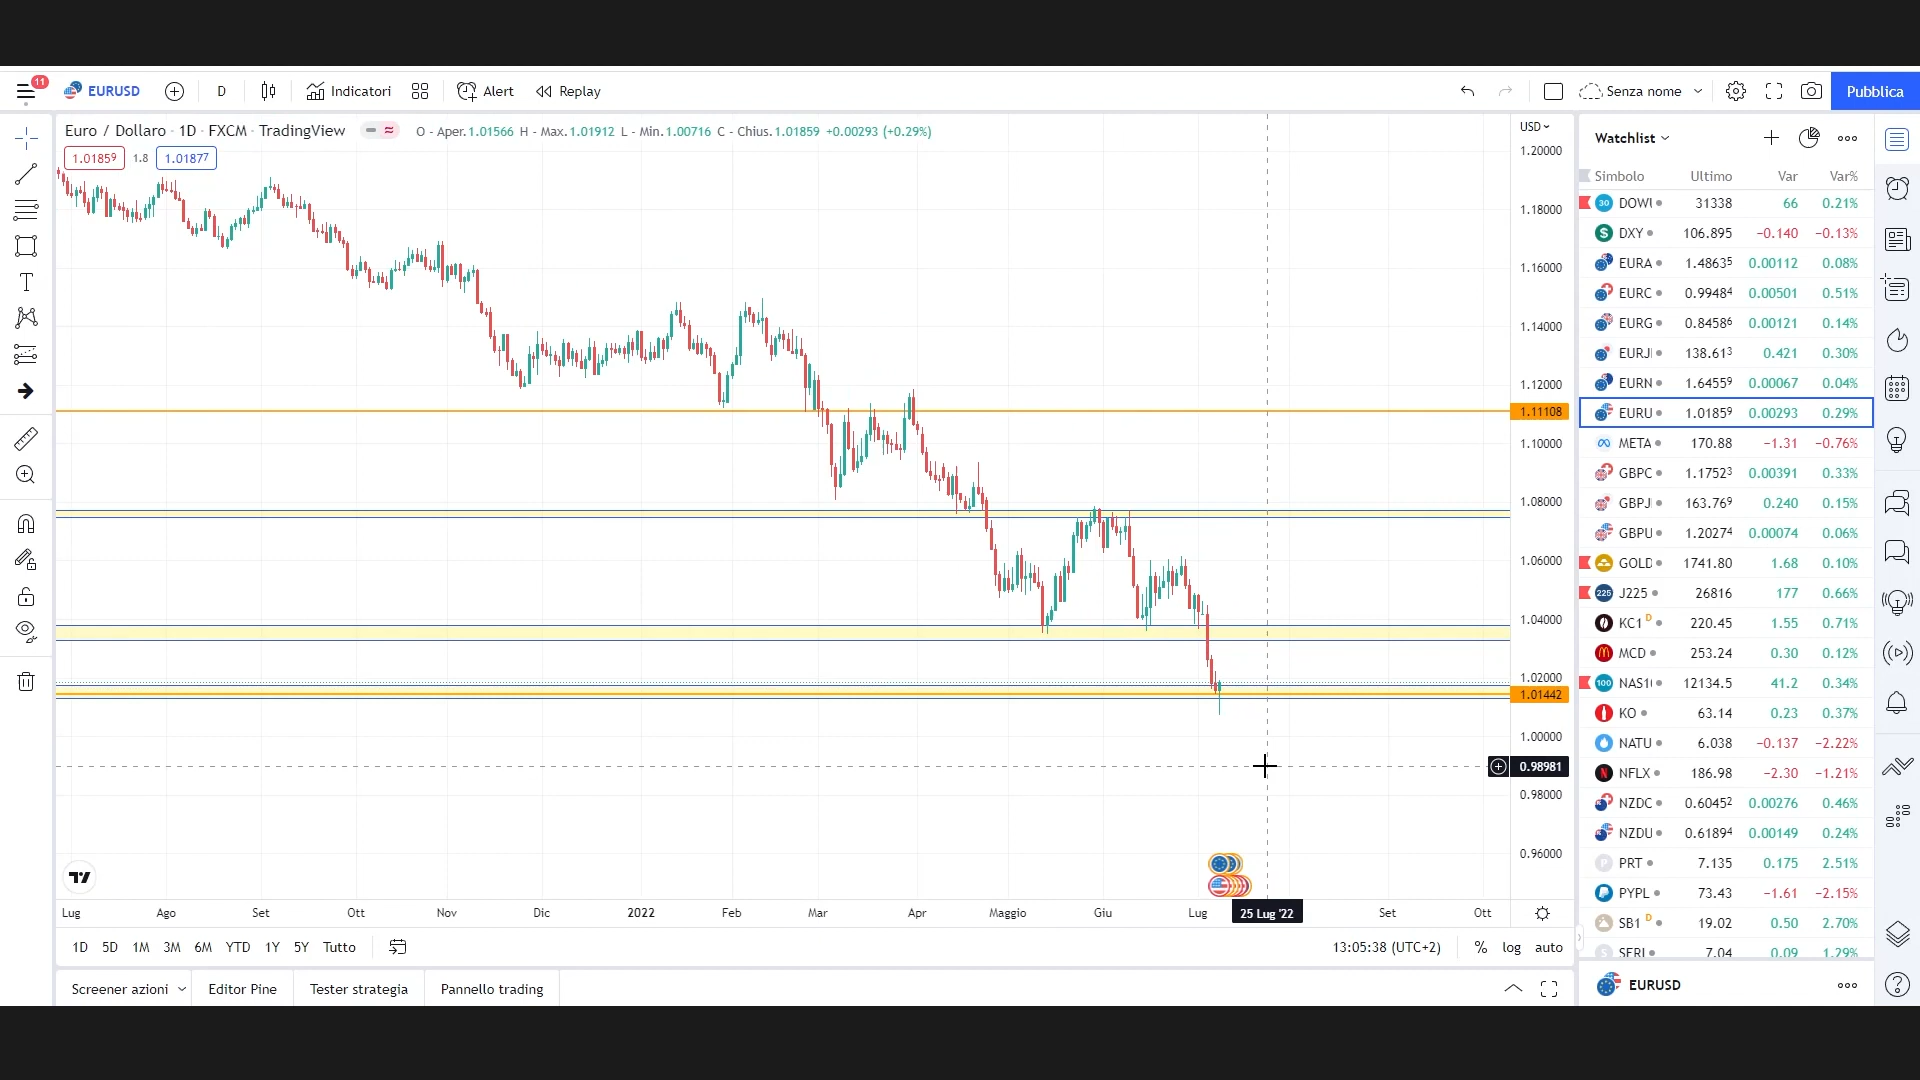 11
EURUSD
D
Indicatori
Alert
Replay
Senza nome
Pubblica
Euro / Dollaro · 1D · FXCM · TradingView
O - Aper.1.01566 H - Max.1.01912 L - Min.1.00716 C - Chius.1.01859 +0.00293 (+0.29%)
1.01859 1.8 1.01877
USD
1.20000
1.18000
1.16000
1.14000
1.12000
1.11108
1.10000
1.08000
1.06000
1.04000
1.02000
1.01442
1.00000
0.98981
0.98000
0.96000
Lug Ago Set Ott Nov Dic 2022 Feb Mar Apr Maggio Giu Lug 25 Lug '22 Set Ott
1D 5D 1M 3M 6M YTD 1Y 5Y Tutto
13:05:38 (UTC+2) % log auto
Screener azioni Editor Pine Tester strategia Pannello trading
Watchlist
Simbolo Ultimo Var Var%
30 DOWI 31338 66 0.21%
$ DXY 106.895 −0.140 −0.13%
EURA 1.48635 0.00112 0.08%
EURC 0.99484 0.00501 0.51%
EURG 0.84586 0.00121 0.14%
EURJ 138.613 0.421 0.30%
EURN 1.64559 0.00067 0.04%
EURU 1.01859 0.00293 0.29%
META 170.88 −1.31 −0.76%
GBPC 1.17523 0.00391 0.33%
GBPJ 163.769 0.240 0.15%
GBPU 1.20274 0.00074 0.06%
GOLD 1741.80 1.68 0.10%
225 J225 26816 177 0.66%
KC1 D 220.45 1.55 0.71%
MCD 253.24 0.30 0.12%
100 NAS1 12134.5 41.2 0.34%
KO 63.14 0.23 0.37%
NATU 6.038 −0.137 −2.22%
NFLX 186.98 −2.30 −1.21%
NZDC 0.60452 0.00276 0.46%
NZDU 0.61894 0.00149 0.24%
P PRT 7.135 0.175 2.51%
PYPL 73.43 −1.61 −2.15%
SB1 D 19.02 0.50 2.70%
S SERI 7.04 0.09 1.29%
EURUSD